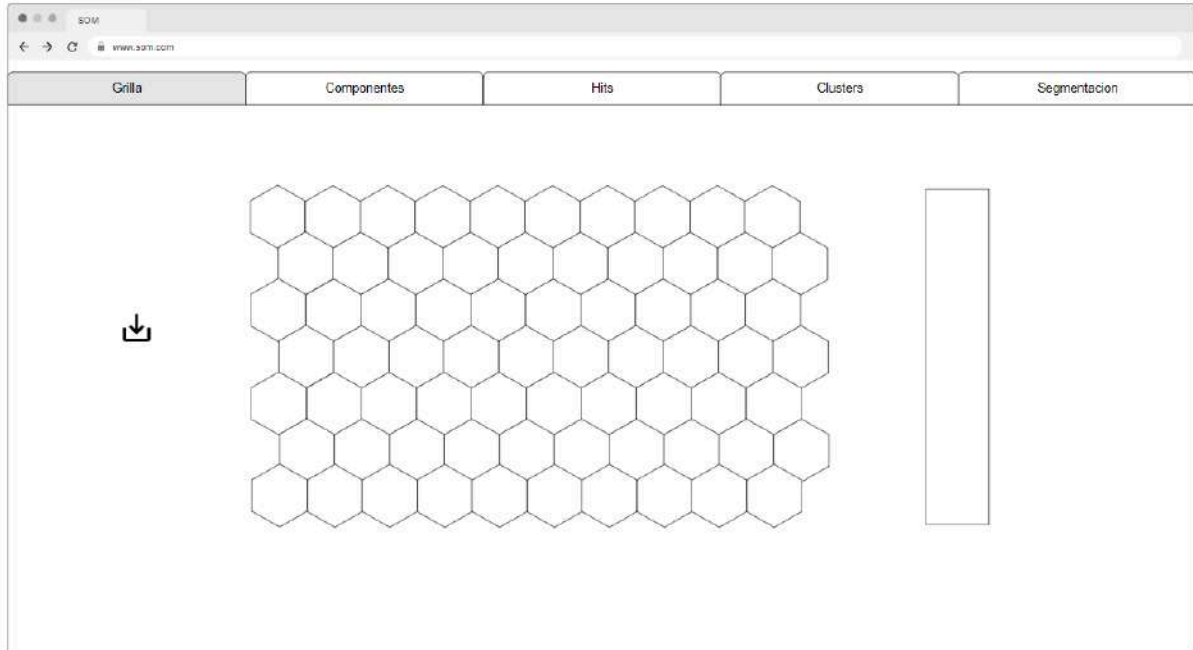 SOM
www.som.com
Grilla
Componentes
Hits
Clusters
Segmentacion